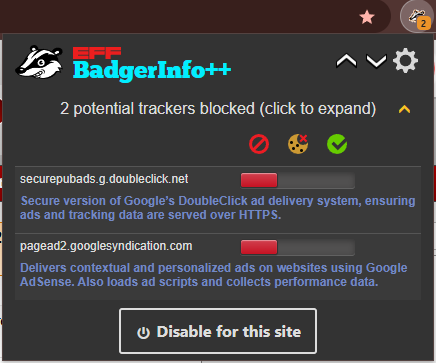 2
EFF
BadgerInfo++
2 potential trackers blocked (click to expand)
securepubads.g.doubleclick.net
Secure version of Google's DoubleClick ad delivery system, ensuring
ads and tracking data are served over HTTPS.
pagead2.googlesyndication.com
Delivers contextual and personalized ads on websites using Google
AdSense. Also loads ad scripts and collects performance data.
Disable for this site